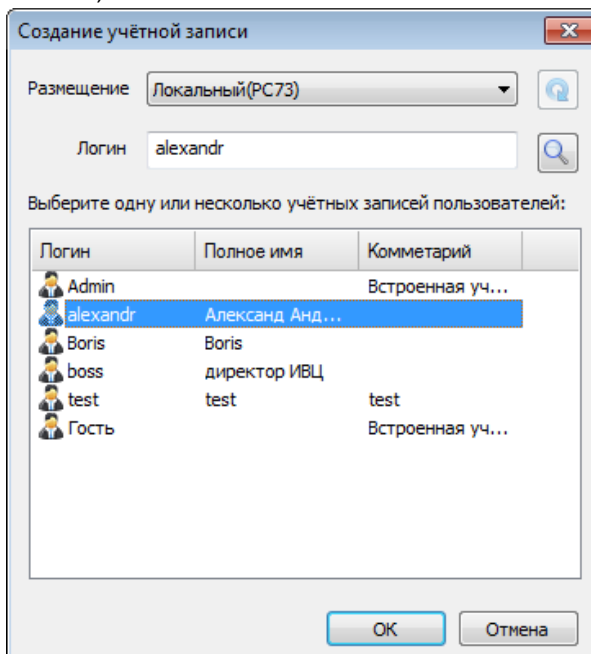 Создание учётной записи
Размещение Локальный(PC73)
Логин alexandr
Выберите одну или несколько учётных записей пользователей:
Логин Полное имя Комметарий
Admin Встроенная уч...
alexandr Александ Анд...
Boris Boris
boss директор ИВЦ
test test test
Гость Встроенная уч...
OK Отмена